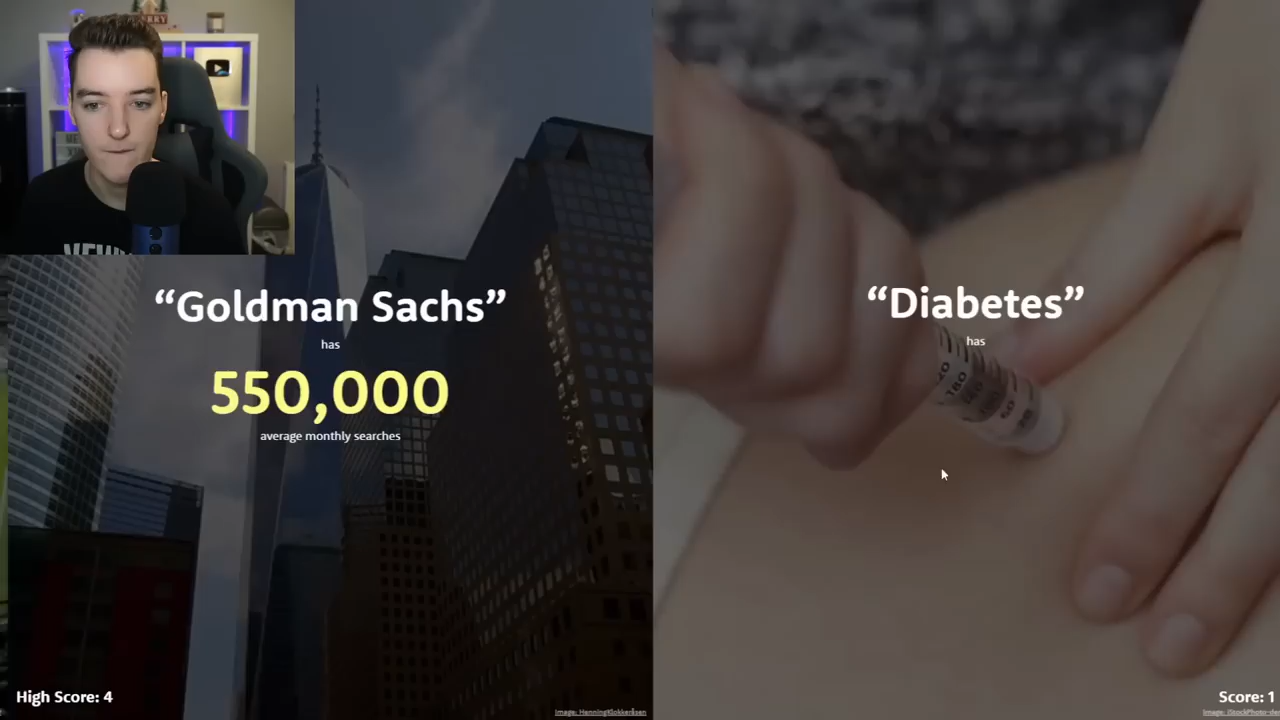 “Goldman Sachs”
has
550,000
average monthly searches
“Diabetes”
has
High Score: 4
Score: 1